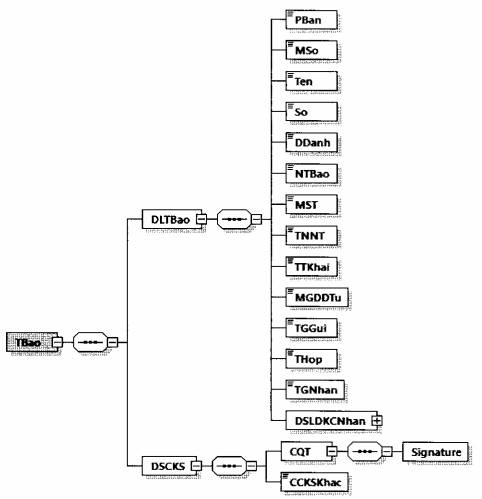 PBan
MSo
Ten
So
DDanh
NTBao
MST
TNNT
TTKhai
MGDDTu
TGGui
THop
TGNhan
DSLDKCNhan
DLTBao
TBao
DSCKS
CQT
Signature
CCKSKhac